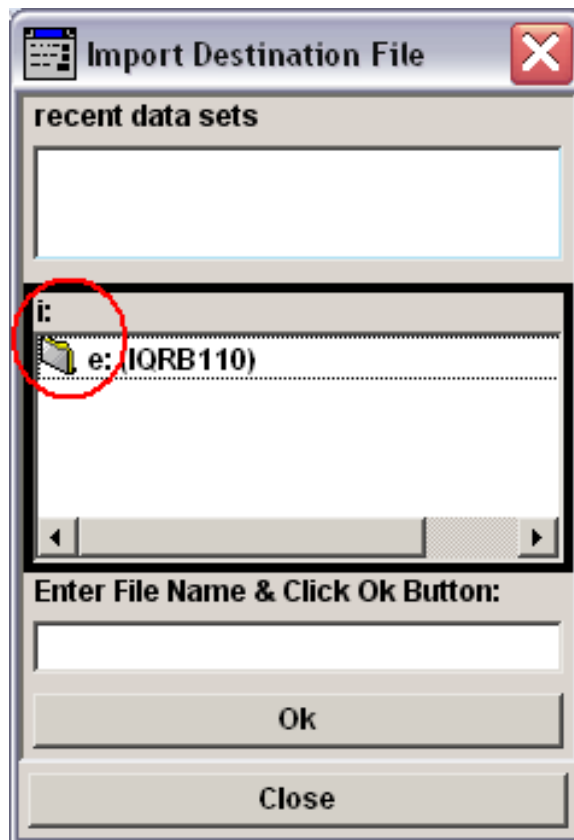 Import Destination File
recent data sets
i:
e: (IQRB110)
Enter File Name & Click Ok Button:
Ok
Close